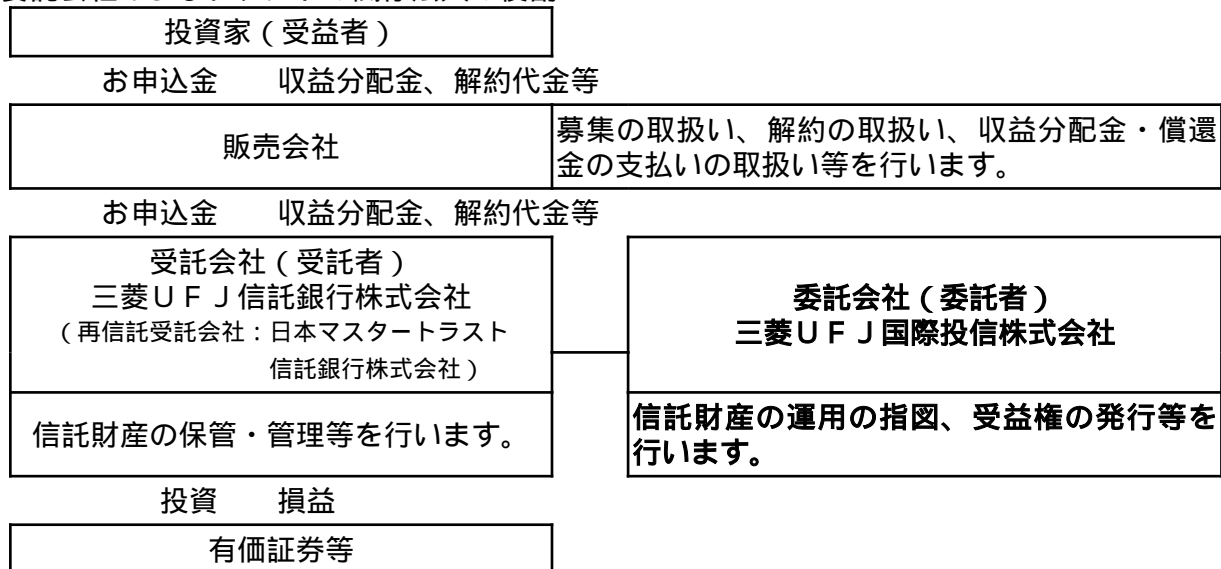 投資家(受益者)
お申込金 収益分配金、解約代金等
販売会社
募集の取扱い、解約の取扱い、収益分配金・償還
金の支払いの取扱い等を行います。
お申込金 収益分配金、解約代金等
受託会社(受託者)
三菱UFJ信託銀行株式会社
(再信託受託会社:日本マスタートラスト
信託銀行株式会社)
委託会社(委託者)
三菱UFJ国際投信株式会社
信託財産の保管・管理等を行います。
信託財産の運用の指図、受益権の発行等を
行います。
投資 損益
有価証券等